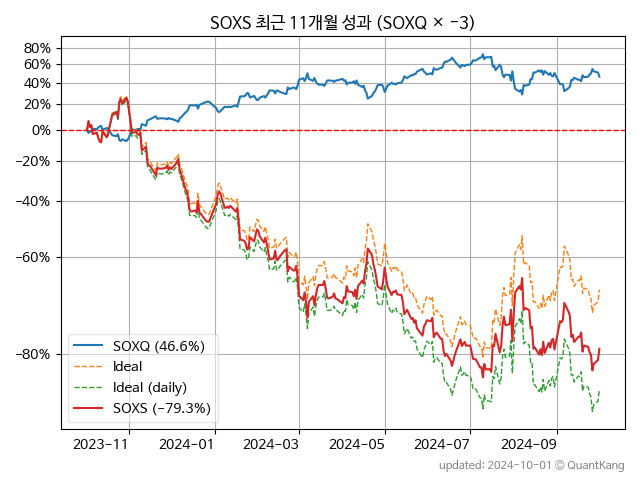 SOXS 최근 11개월 성과 (SOXQ × −3)
80%
60%
40%
20%
0%
−20%
−40%
−60%
−80%
SOXQ (46.6%)
Ideal
Ideal (daily)
SOXS (−79.3%)
2023−11
2024−01
2024−03
2024−05
2024−07
2024−09
updated: 2024-10-01 © QuantKang